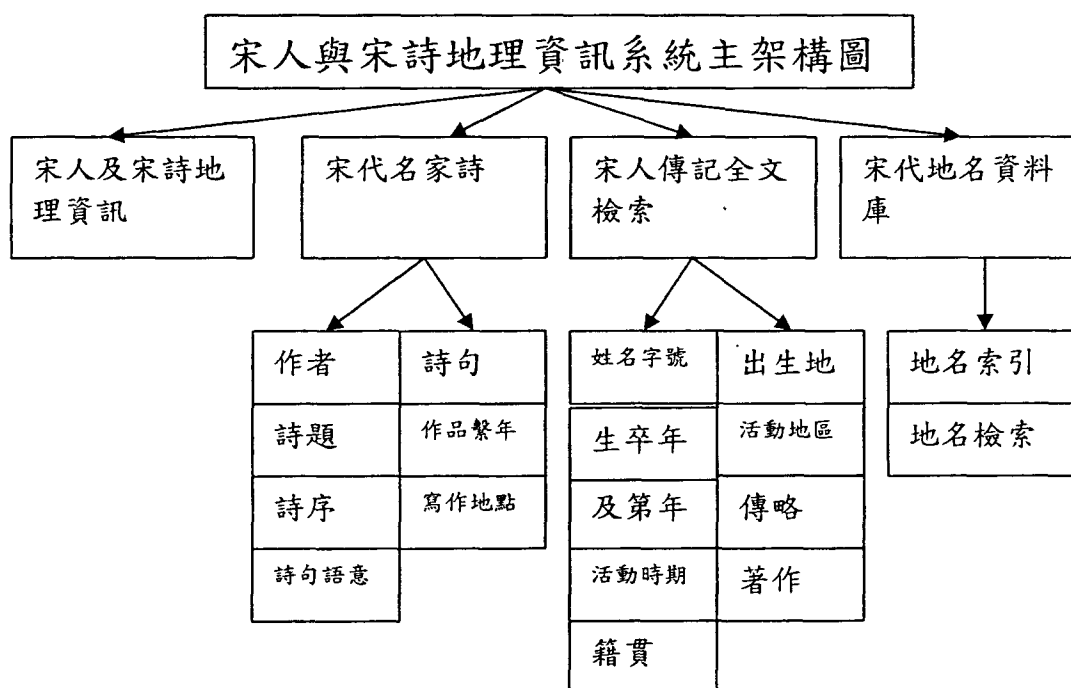 宋人與宋詩地理資訊系統主架構圖
宋人及宋詩地
理資訊
宋代名家詩
宋人傳記全文
檢索
宋代地名資料
庫
作者
詩句
詩題
作品繫年
詩序
寫作地點
詩句語意
姓名字號
出生地
生卒年
活動地區
及第年
傳略
活動時期
著作
籍貫
地名索引
地名檢索